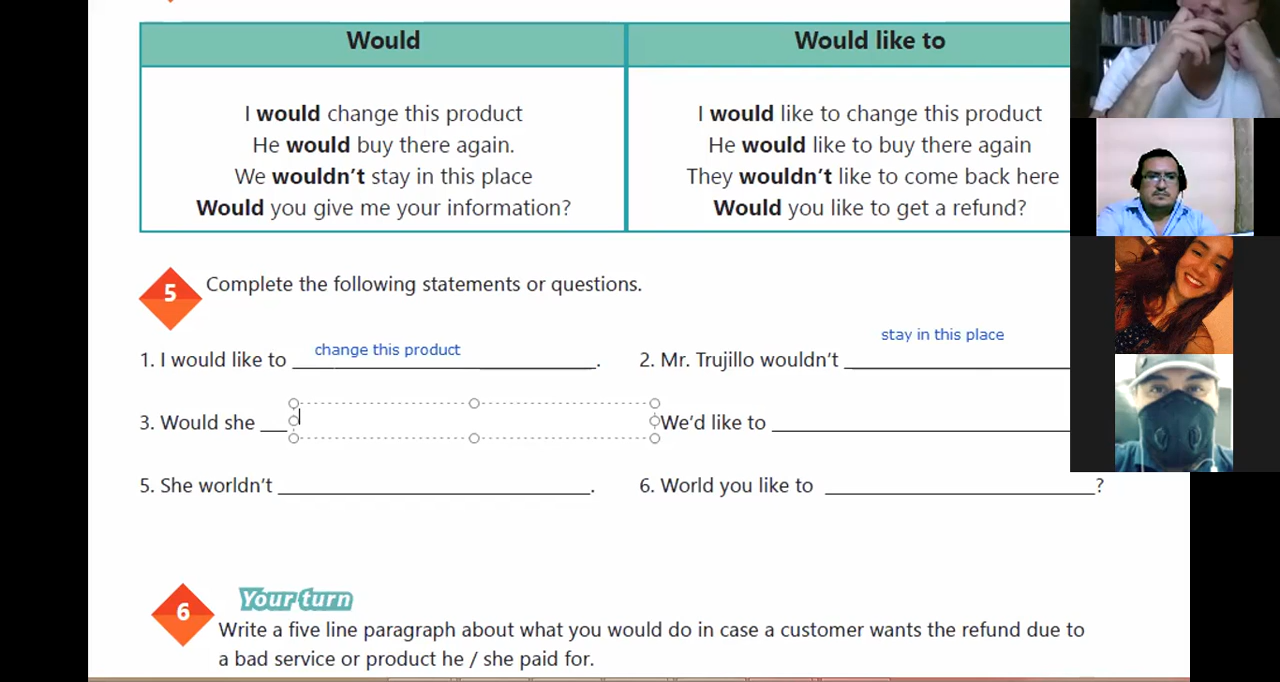 Would
Would like to
I would change this product
He would buy there again.
We wouldn't stay in this place
Would you give me your information?
I would like to change this product
He would like to buy there again
They wouldn't like to come back here
Would you like to get a refund?
5 Complete the following statements or questions.
1. I would like to change this product.
2. Mr. Trujillo wouldn't stay in this place
3. Would she
We'd like to
5. She worldn't .
6. World you like to ?
6 Your turn
Write a five line paragraph about what you would do in case a customer wants the refund due to
a bad service or product he / she paid for.